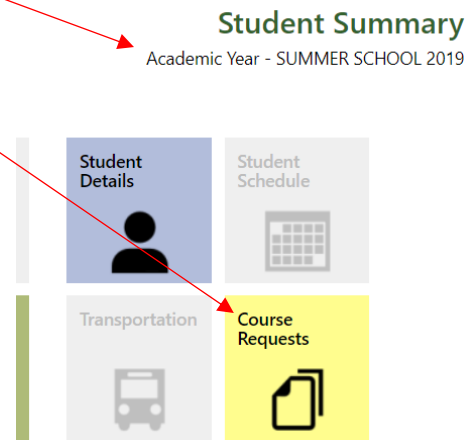 Student Summary
Academic Year - SUMMER SCHOOL 2019
Student
Details
Student
Schedule
Transportation
Course
Requests